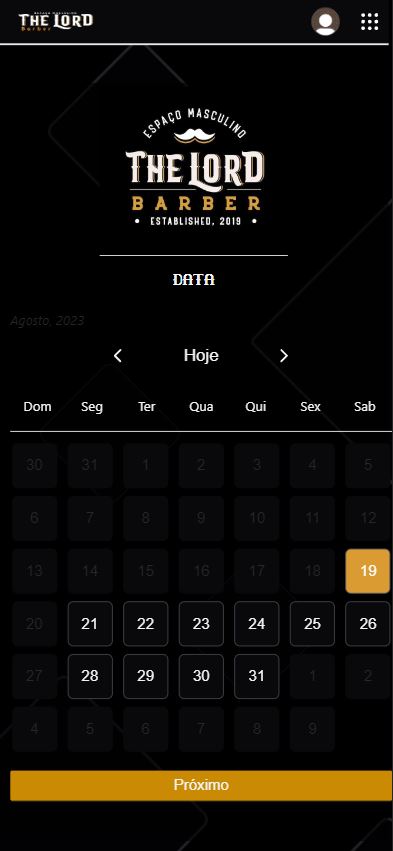 ESPAÇO MASCULINO
THE LORD
Barber
ESPAÇO MASCULINO
THE LORD
BARBER
• ESTABLISHED, 2019 •
DATA
Agosto, 2023
Hoje
Dom Seg Ter Qua Qui Sex Sab
30 31 1 2 3 4 5
6 7 8 9 10 11 12
13 14 15 16 17 18 19
20 21 22 23 24 25 26
27 28 29 30 31 1 2
4 5 6 7 8 9
Próximo